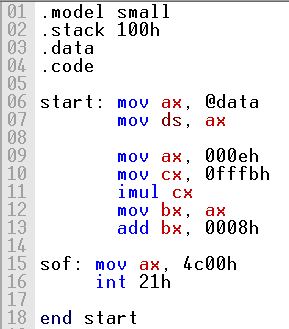 01 .model small
02 .stack 100h
03 .data
04 .code
05
06 start: mov ax, @data
07        mov ds, ax
08
09        mov ax, 000eh
10        mov cx, 0fffbh
11        imul cx
12        mov bx, ax
13        add bx, 0008h
14
15 sof: mov ax, 4c00h
16      int 21h
17
18 end start